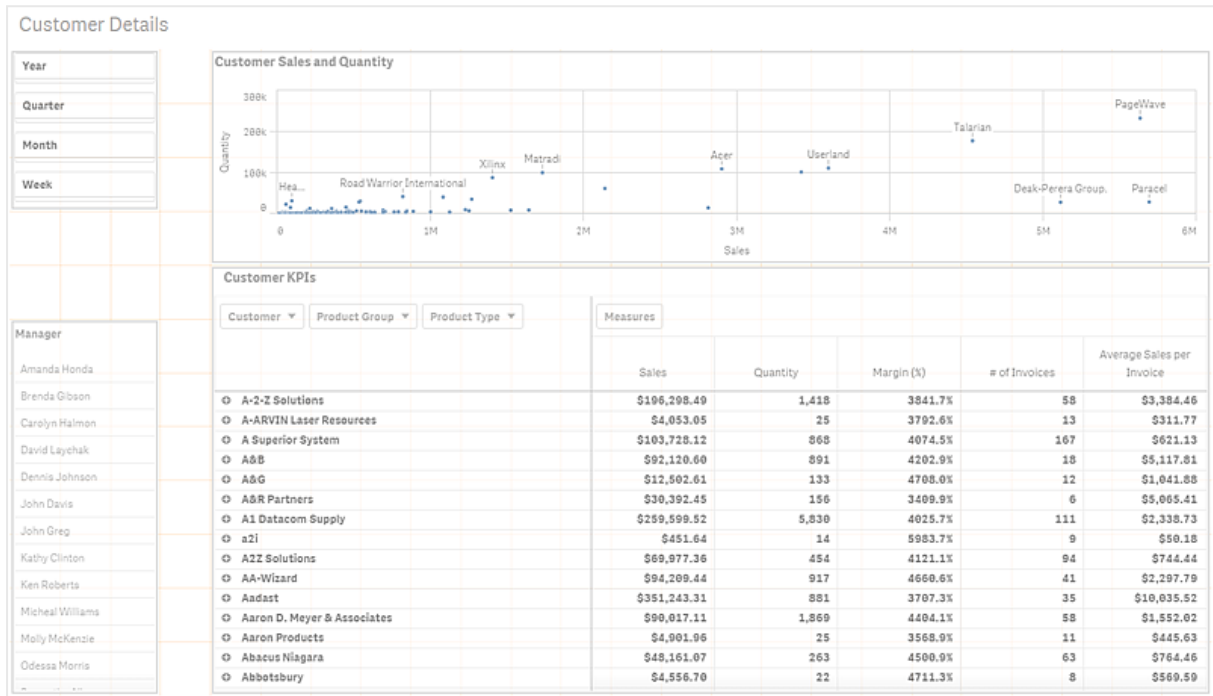 Customer Details
Year
Quarter
Month
Week
Manager
Amanda Honda
Brenda Gibson
Carolyn Halmon
David Laychak
Dennis Johnson
John Davis
John Greg
Kathy Clinton
Ken Roberts
Micheal Williams
Molly McKenzie
Odessa Morris
Customer Sales and Quantity
Quantity
300k
200k
100k
0
PageWave
Talarian
Userland
Acer
Matradi
Xilinx
Road Warrior International
Hea...
Deak-Perera Group.
Paracel
0 1M 2M 3M 4M 5M 6M
Sales
Customer KPIs
Customer Product Group Product Type Measures
Sales Quantity Margin (%) # of Invoices Average Sales per
Invoice
A-2-Z Solutions $196,298.49 1,418 3841.7% 58 $3,384.46
A-ARVIN Laser Resources $4,053.05 25 3792.6% 13 $311.77
A Superior System $103,728.12 868 4074.5% 167 $621.13
A&B $92,120.60 891 4202.9% 18 $5,117.81
A&G $12,502.61 133 4708.0% 12 $1,041.88
A&R Partners $30,392.45 156 3409.9% 6 $5,065.41
A1 Datacom Supply $259,599.52 5,830 4025.7% 111 $2,338.73
a2i $451.64 14 5983.7% 9 $50.18
A2Z Solutions $69,977.36 454 4121.1% 94 $744.44
AA-Wizard $94,209.44 917 4660.6% 41 $2,297.79
Aadast $351,243.31 881 3707.3% 35 $10,035.52
Aaron D. Meyer & Associates $90,017.11 1,869 4404.1% 58 $1,552.02
Aaron Products $4,901.96 25 3568.9% 11 $445.63
Abacus Niagara $48,161.07 263 4500.9% 63 $764.46
Abbotsbury $4,556.70 22 4711.3% 8 $569.59